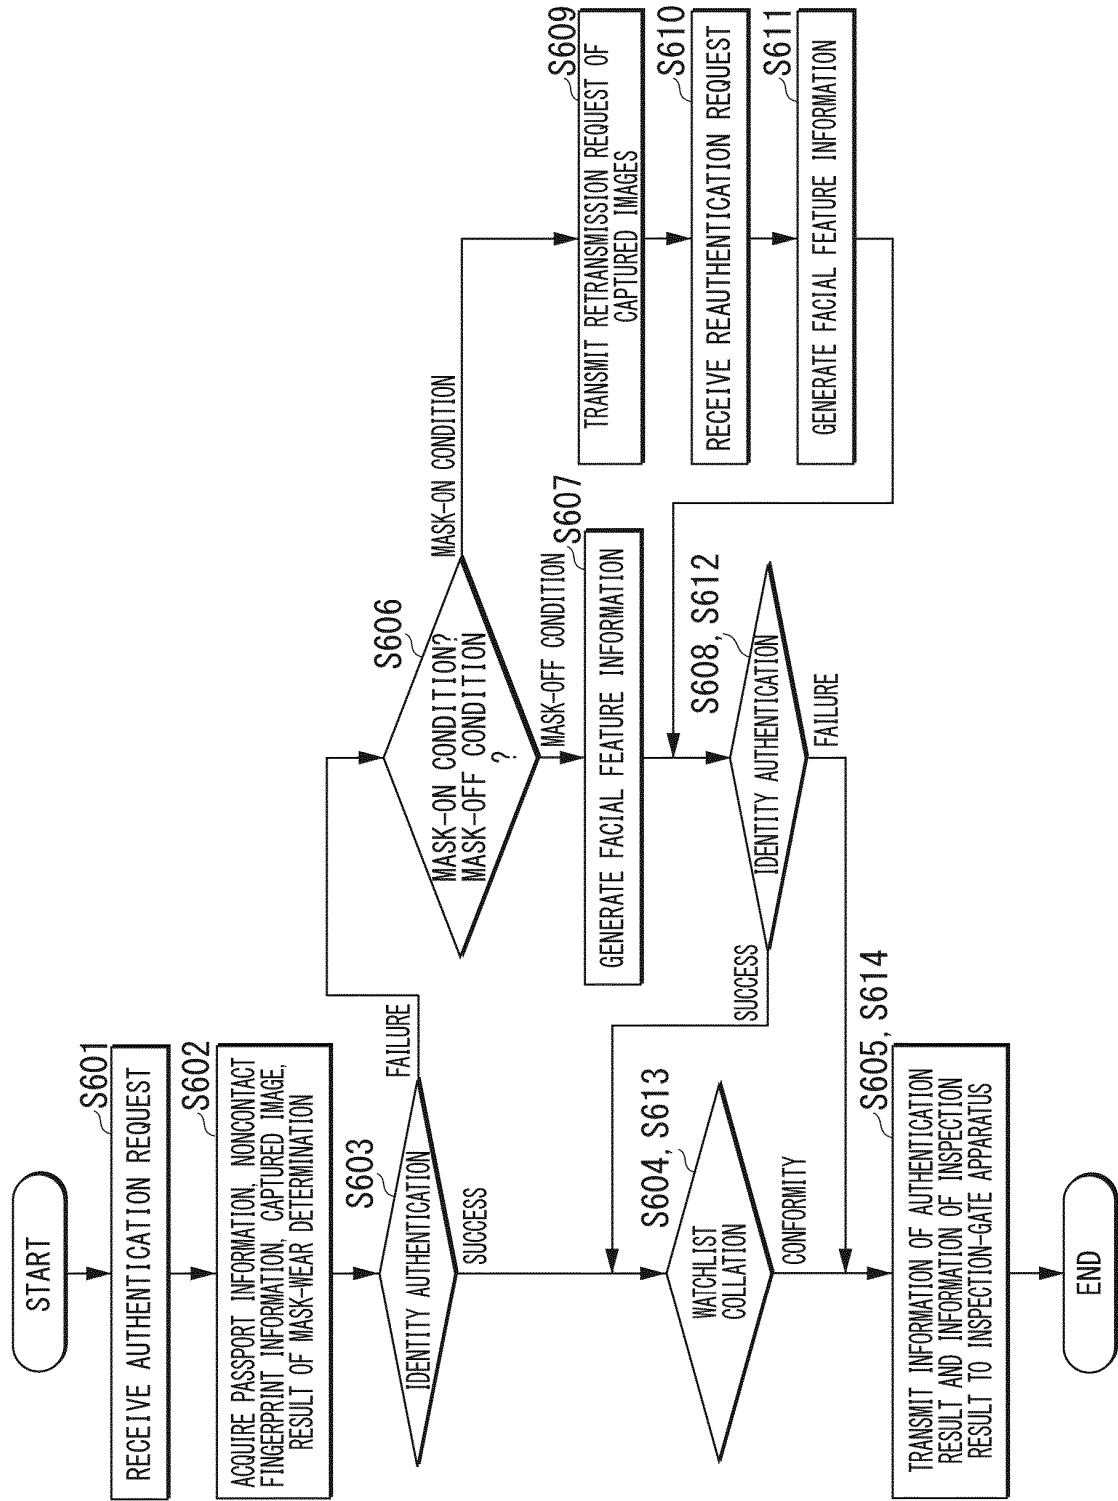 START
S601
RECEIVE AUTHENTICATION REQUEST
S602
ACQUIRE PASSPORT INFORMATION, NONCONTACT
FINGERPRINT INFORMATION, CAPTURED IMAGE,
RESULT OF MASK-WEAR DETERMINATION
S603
IDENTITY AUTHENTICATION
FAILURE
SUCCESS
S606
MASK-ON CONDITION?
MASK-OFF CONDITION
?
MASK-ON CONDITION
MASK-OFF CONDITION
S607
GENERATE FACIAL FEATURE INFORMATION
S609
TRANSMIT RETRANSMISSION REQUEST OF
CAPTURED IMAGES
S610
RECEIVE REAUTHENTICATION REQUEST
S611
GENERATE FACIAL FEATURE INFORMATION
S608, S612
IDENTITY AUTHENTICATION
SUCCESS
FAILURE
S604, S613
WATCHLIST
COLLATION
CONFORMITY
S605, S614
TRANSMIT INFORMATION OF AUTHENTICATION
RESULT AND INFORMATION OF INSPECTION
RESULT TO INSPECTION-GATE APPARATUS
END